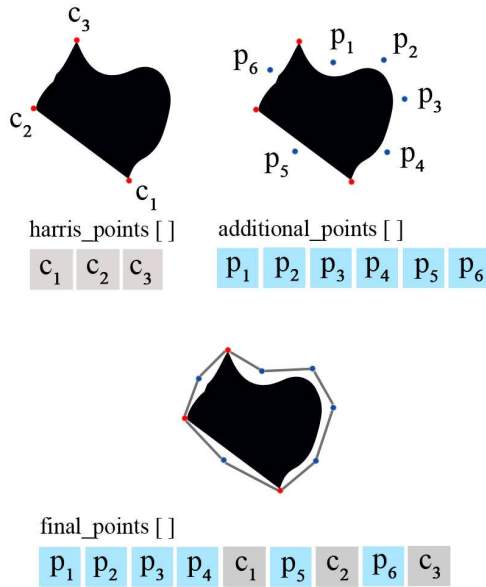 c₃
c₂
c₁
harris_points [ ]
c₁ c₂ c₃
p₁
p₂
p₆
p₃
p₅
p₄
additional_points [ ]
p₁ p₂ p₃ p₄ p₅ p₆
final_points [ ]
p₁ p₂ p₃ p₄ c₁ p₅ c₂ p₆ c₃